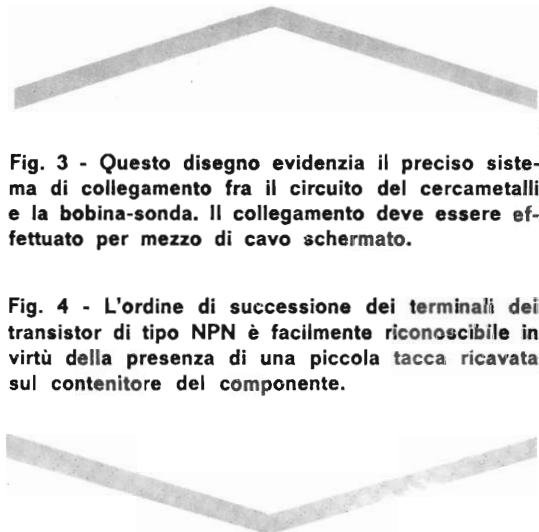 Fig. 3 - Questo disegno evidenzia il preciso siste-
ma di collegamento fra il circuito del cercametalli
e la bobina-sonda. Il collegamento deve essere ef-
fettuato per mezzo di cavo schermato.
Fig. 4 - L'ordine di successione dei terminali dei
transistor di tipo NPN è facilmente riconoscibile in
virtù della presenza di una piccola tacca ricavata
sul contenitore del componente.